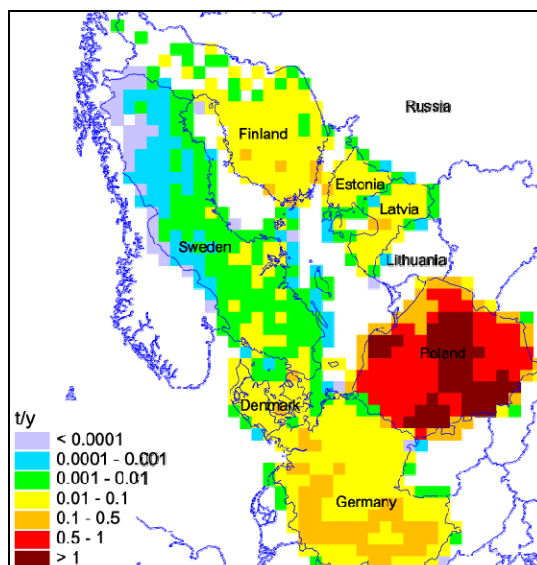 Russia
Finland
Estonia
Latvia
Sweden
Lithuania
Poland
Denmark
Germany
t/y
< 0.0001
0.0001 - 0.001
0.001 - 0.01
0.01 - 0.1
0.1 - 0.5
0.5 - 1
> 1